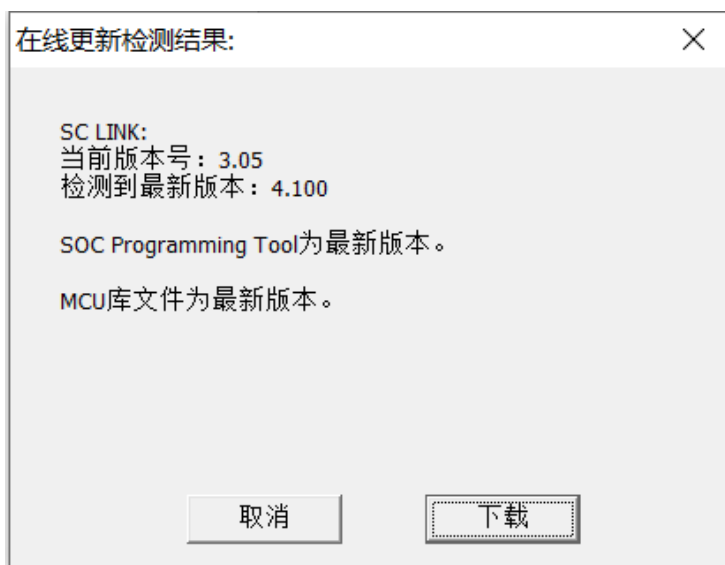 在线更新检测结果:
SC LINK:
当前版本号：3.05
检测到最新版本：4.100
SOC Programming Tool为最新版本。
MCU库文件为最新版本。
取消
下载